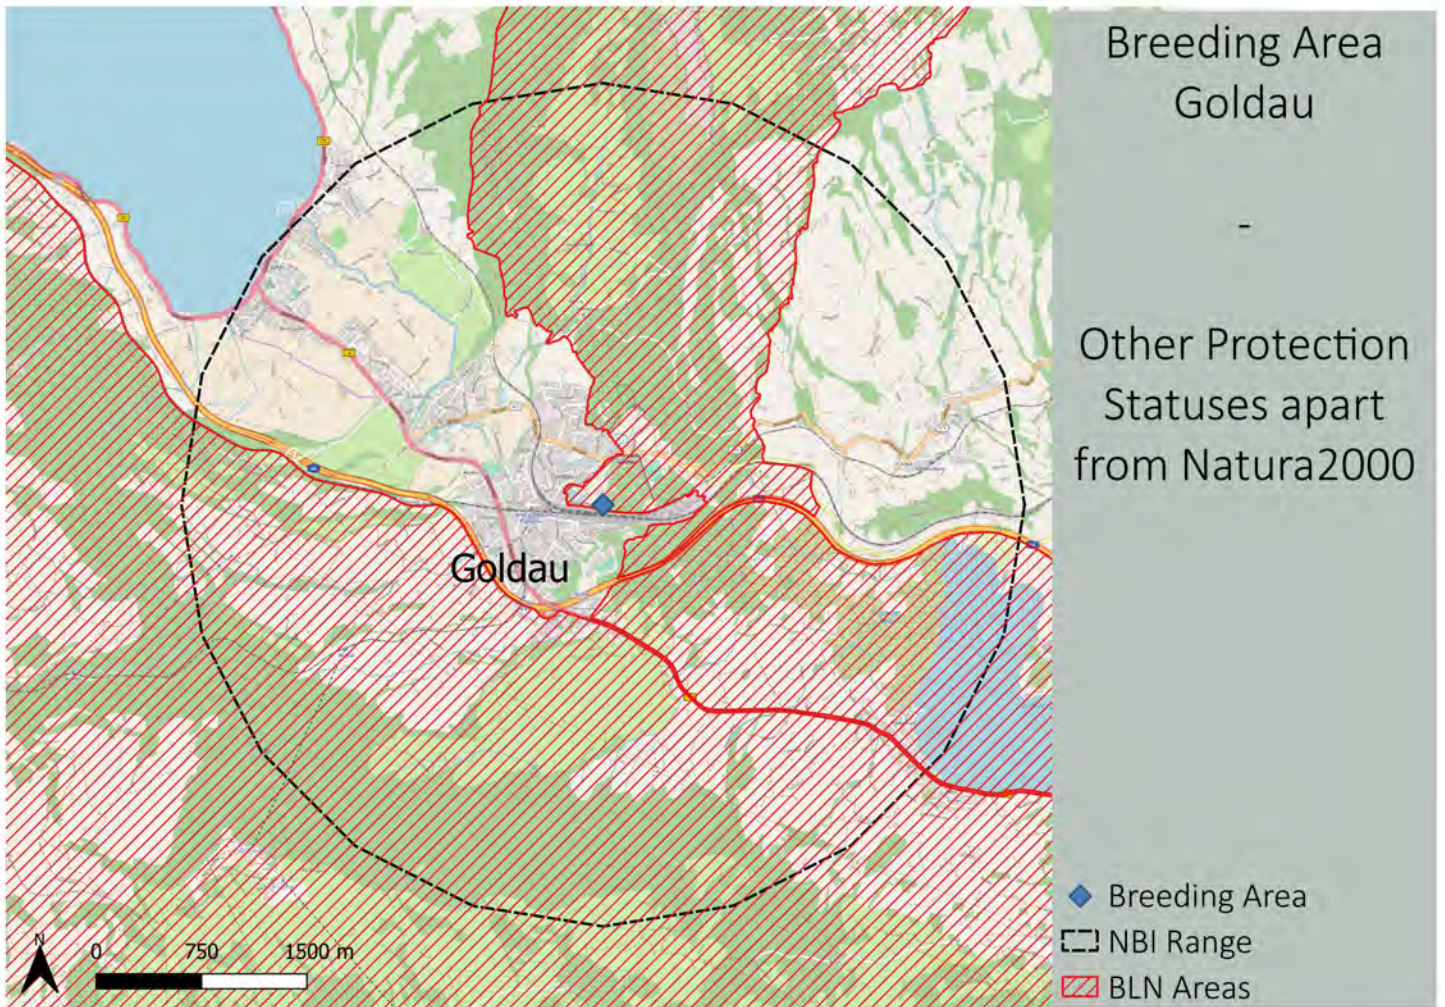 Breeding Area
Goldau
-
Other Protection
Statuses apart
from Natura2000
Goldau
N
0 750 1500 m
Breeding Area
NBI Range
BLN Areas